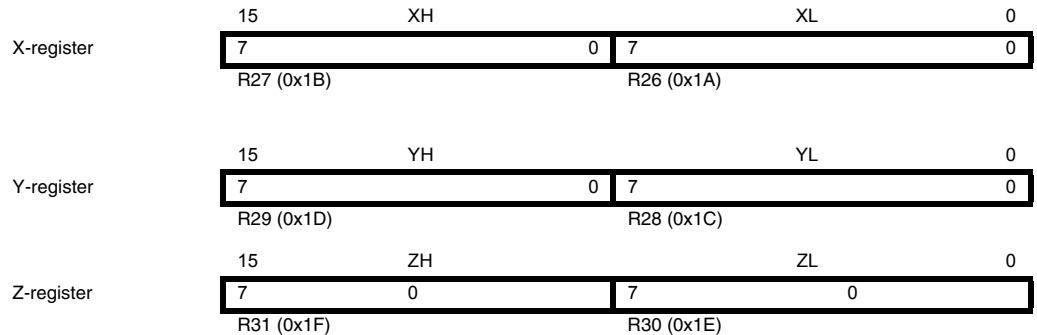 15 XH XL 0
X-register 7 0 7 0
R27 (0x1B) R26 (0x1A)
15 YH YL 0
Y-register 7 0 7 0
R29 (0x1D) R28 (0x1C)
15 ZH ZL 0
Z-register 7 0 7 0
R31 (0x1F) R30 (0x1E)